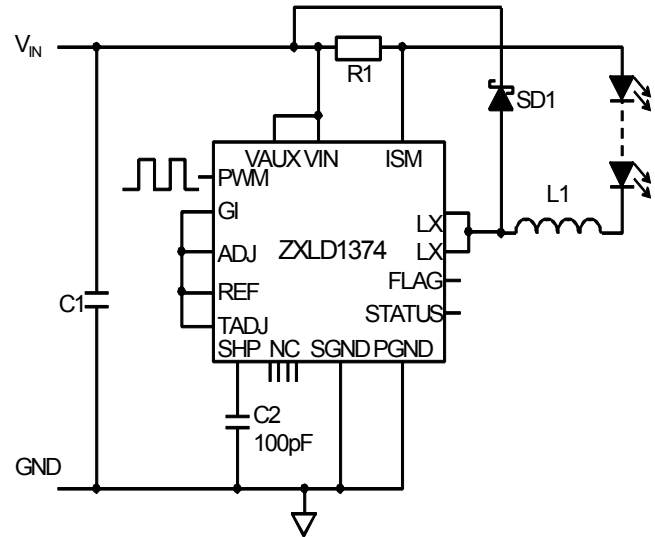 VIN
R1
SD1
VAUX VIN ISM
PWM
GI
L1
LX
ADJ ZXLD1374 LX
FLAG
REF
C1
STATUS
TADJ
SHP NC SGND PGND
C2
100pF
GND